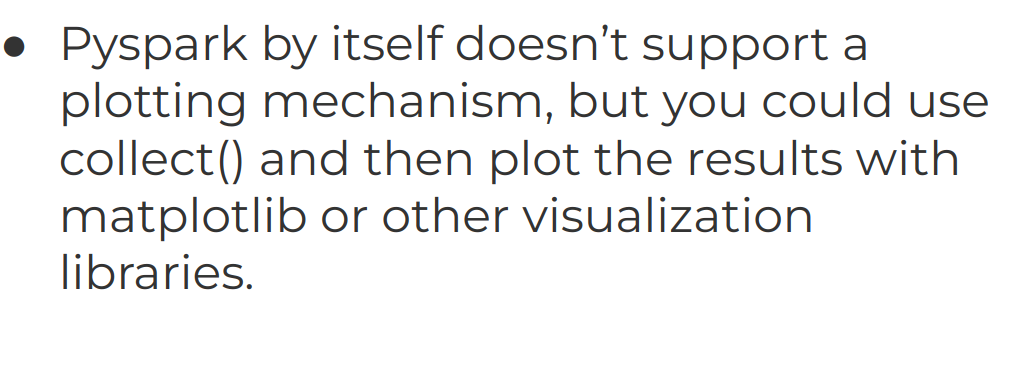 ● Pyspark by itself doesn’t support a
plotting mechanism, but you could use
collect() and then plot the results with
matplotlib or other visualization
libraries.